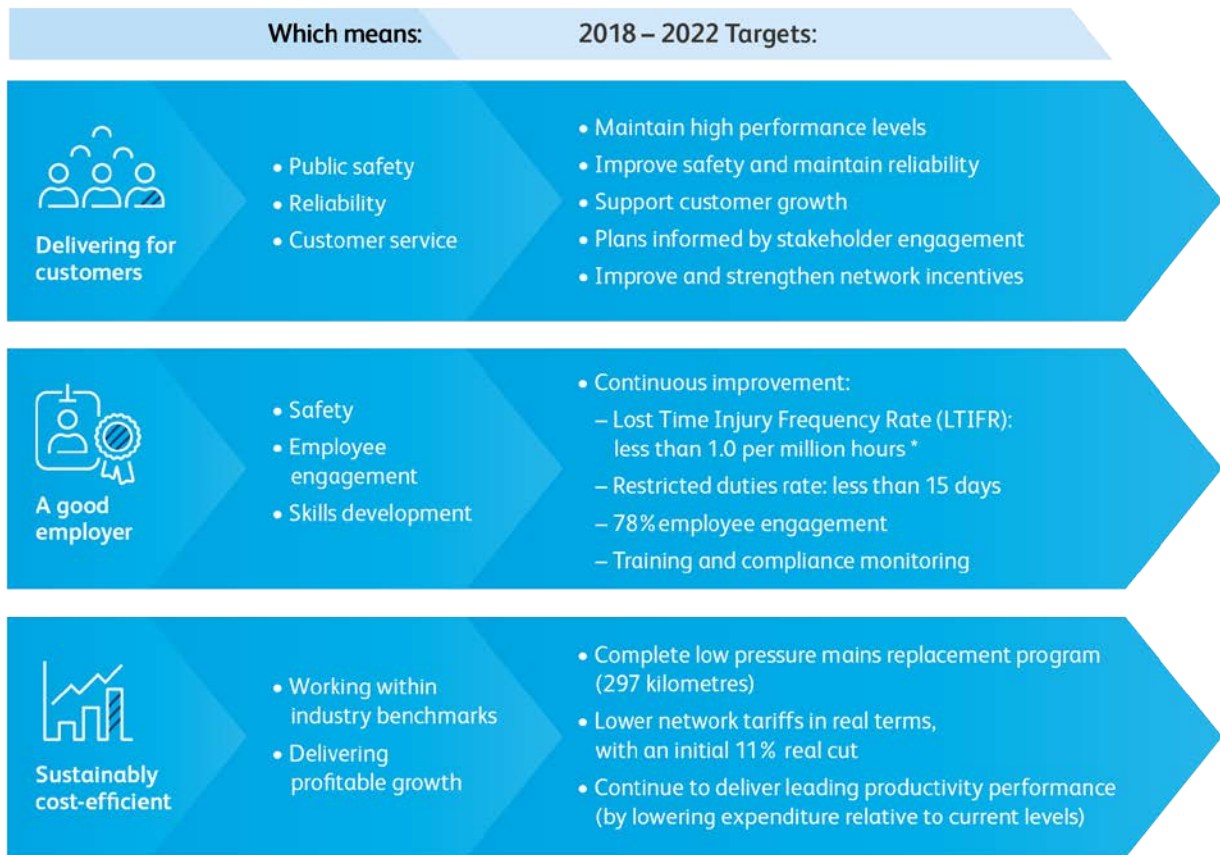 Which means:
2018 – 2022 Targets:
Delivering for
customers
• Public safety
• Reliability
• Customer service
• Maintain high performance levels
• Improve safety and maintain reliability
• Support customer growth
• Plans informed by stakeholder engagement
• Improve and strengthen network incentives
A good
employer
• Safety
• Employee
engagement
• Skills development
• Continuous improvement:
– Lost Time Injury Frequency Rate (LTIFR):
less than 1.0 per million hours *
– Restricted duties rate: less than 15 days
– 78% employee engagement
– Training and compliance monitoring
Sustainably
cost-efficient
• Working within
industry benchmarks
• Delivering
profitable growth
• Complete low pressure mains replacement program
(297 kilometres)
• Lower network tariffs in real terms,
with an initial 11% real cut
• Continue to deliver leading productivity performance
(by lowering expenditure relative to current levels)